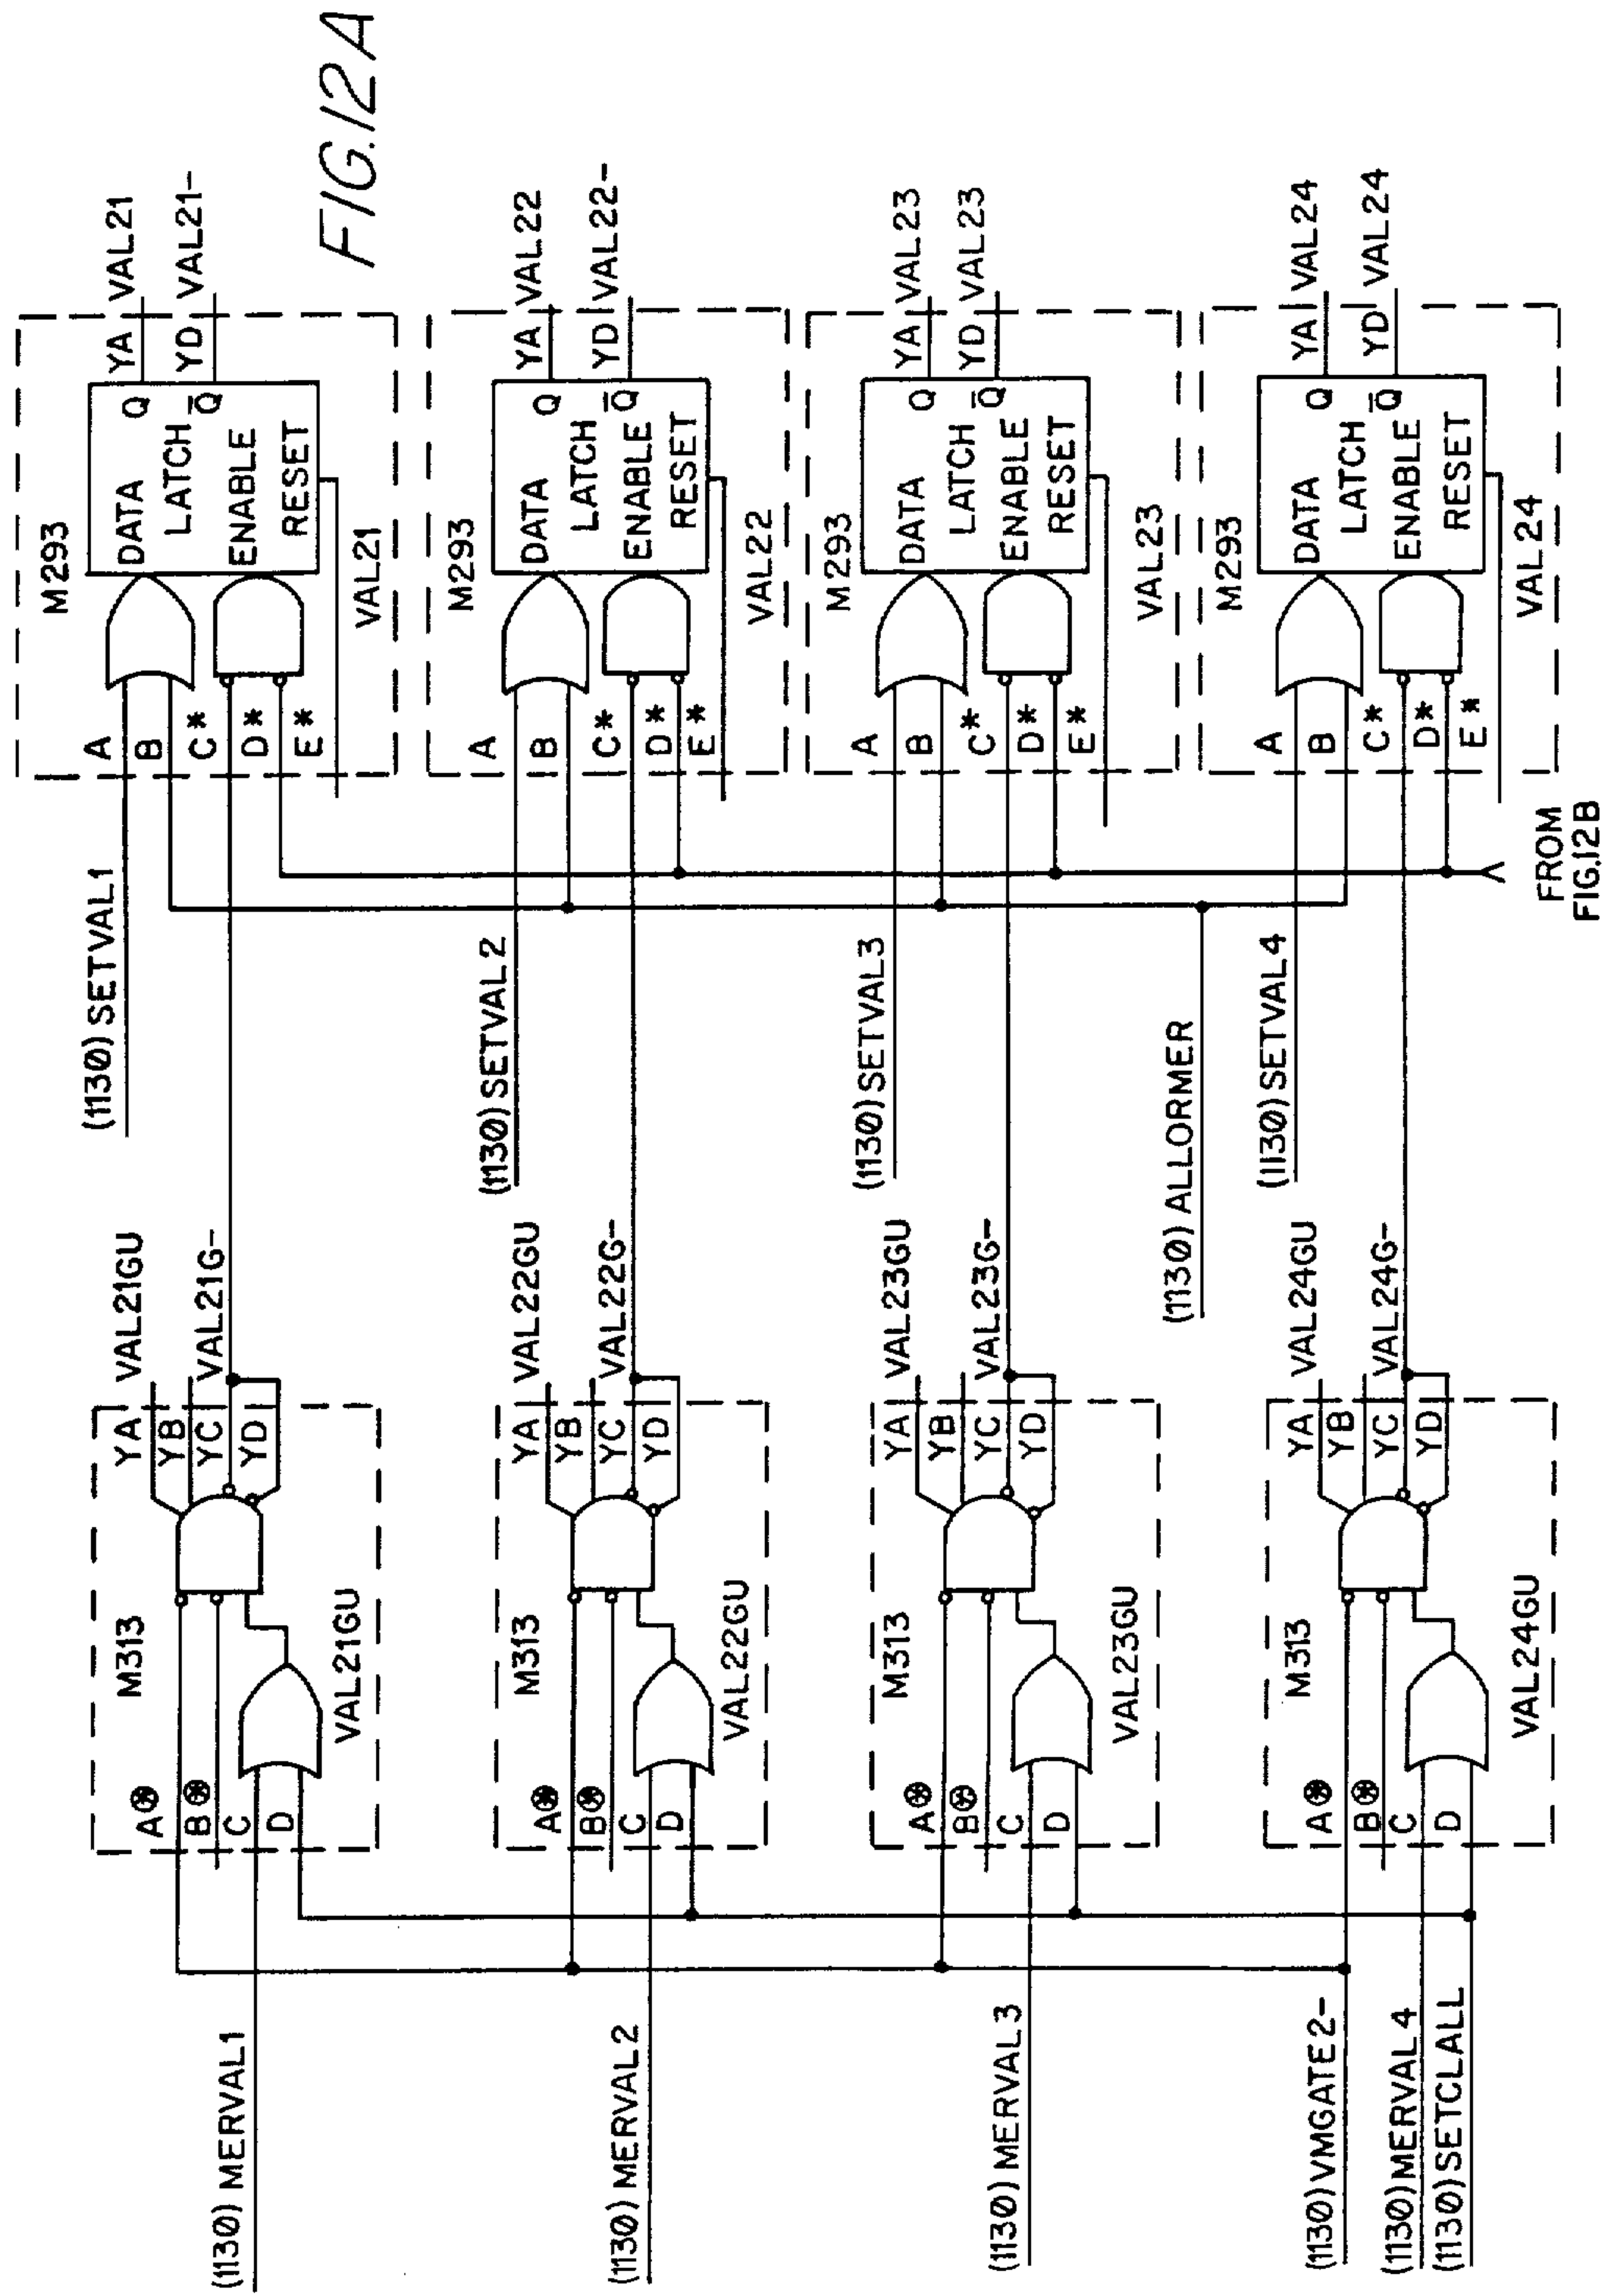 FIG.12A
(1130) MERVAL1
M313
A⊛
B⊛
C
D
VAL21GU
YA
YB
YC
YD
VAL21GU
VAL21G-
(1130) SETVAL1
M293
A
B
C*
D*
E*
DATA
LATCH
ENABLE
RESET
Q
Q̅
VAL21
YA
YD
VAL21
VAL21-
(1130) MERVAL2
M313
A⊛
B⊛
C
D
VAL22GU
YA
YB
YC
YD
VAL22GU
VAL22G-
(1130) SETVAL2
M293
A
B
C*
D*
E*
DATA
LATCH
ENABLE
RESET
Q
Q̅
VAL22
YA
YD
VAL22
VAL22-
(1130) MERVAL3
M313
A⊛
B⊛
C
D
VAL23GU
YA
YB
YC
YD
VAL23GU
VAL23G-
(1130) SETVAL3
M293
A
B
C*
D*
E*
DATA
LATCH
ENABLE
RESET
Q
Q̅
VAL23
YA
YD
VAL23
VAL23
(1130) ALLORMER
(1130) VMGATE2-
(1130) MERVAL4
(1130) SETCLALL
M313
A⊛
B⊛
C
D
VAL24GU
YA
YB
YC
YD
VAL24GU
VAL24G-
(1130) SETVAL4
M293
A
B
C*
D*
E*
DATA
LATCH
ENABLE
RESET
Q
Q̅
VAL24
YA
YD
VAL24
VAL24
FROM
FIG.12B